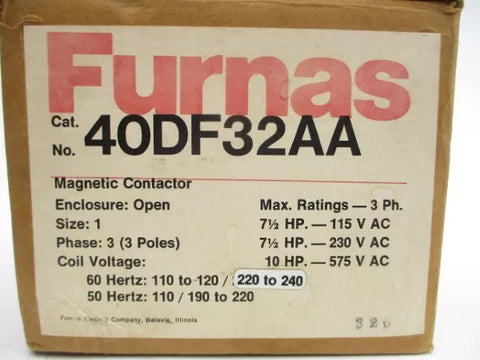 Furnas
Cat. No. 40DF32AA
Magnetic Contactor
Enclosure: Open Max. Ratings — 3 Ph.
Size: 1 7½ HP. — 115 V AC
Phase: 3 (3 Poles) 7½ HP. — 230 V AC
Coil Voltage: 10 HP. — 575 V AC
60 Hertz: 110 to 120 / 220 to 240
50 Hertz: 110 / 190 to 220
Furnas Electric Company, Batavia, Illinois